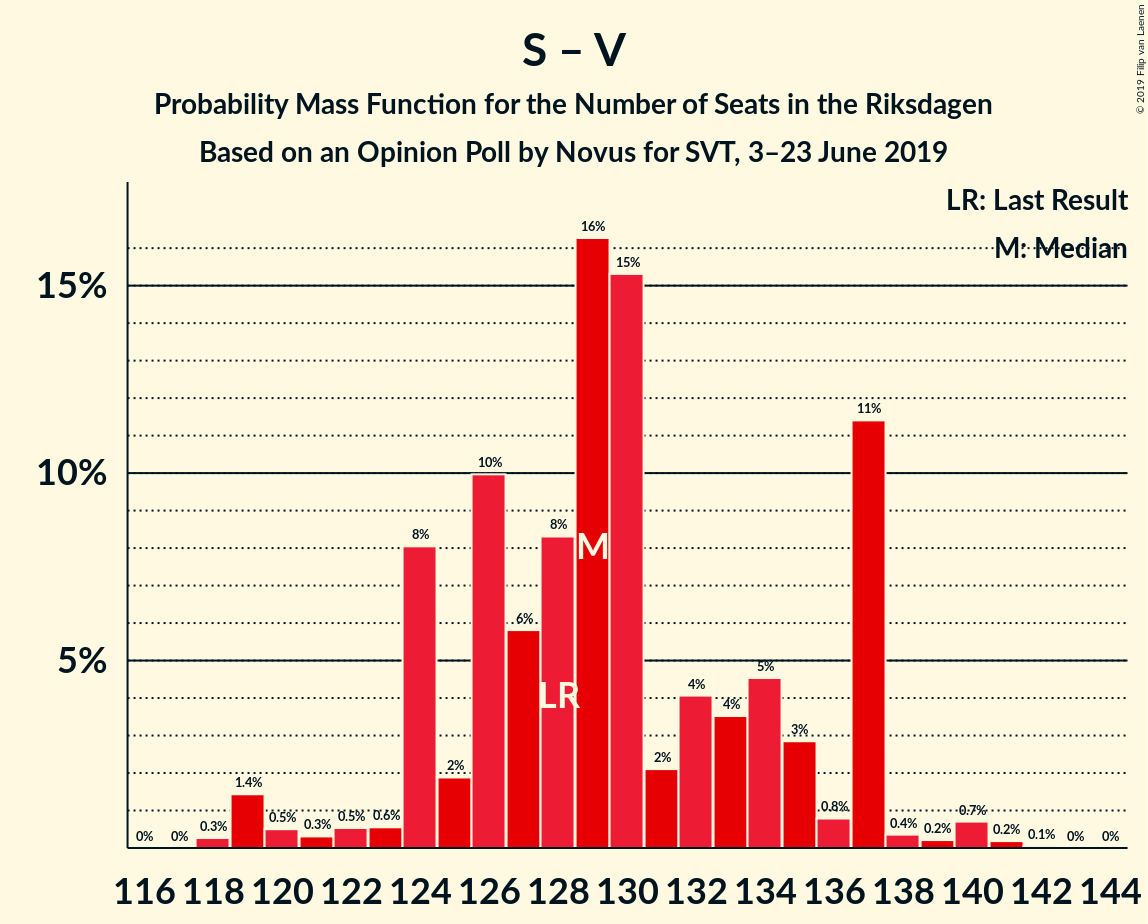 S – V
Probability Mass Function for the Number of Seats in the Riksdagen
Based on an Opinion Poll by Novus for SVT, 3–23 June 2019
© 2019 Filip van Laenen
LR: Last Result
M: Median
15%
10%
5%
0% 0% 0.3% 1.4% 0.5% 0.3% 0.5% 0.6% 8% 2% 10% 6% 8% 16% 15% 2% 4% 4% 5% 3% 0.8% 11% 0.4% 0.2% 0.7% 0.2% 0.1% 0% 0%
M
LR
116 118 120 122 124 126 128 130 132 134 136 138 140 142 144